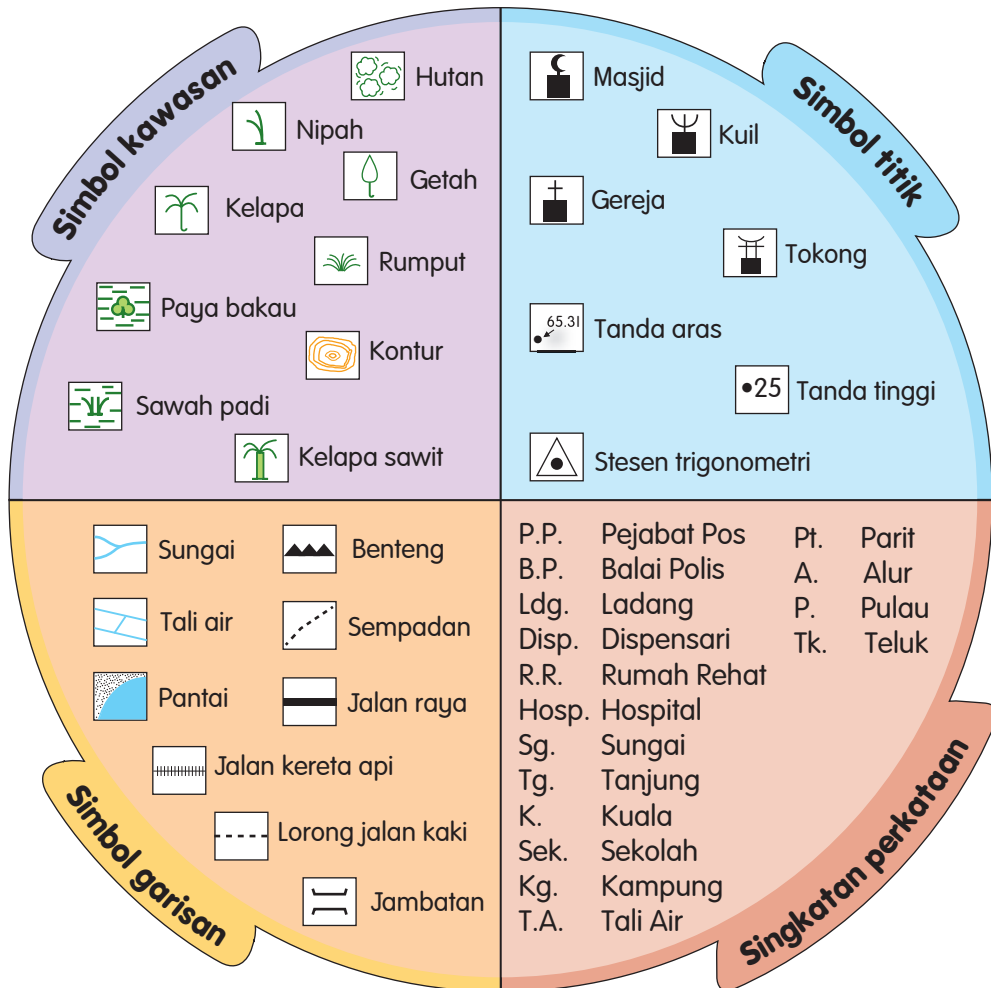 Simbol kawasan
Hutan
Nipah
Getah
Kelapa
Rumput
Paya bakau
Kontur
Sawah padi
Kelapa sawit
Simbol titik
Masjid
Kuil
Gereja
Tokong
65.31 Tanda aras
25 Tanda tinggi
Stesen trigonometri
Simbol garisan
Sungai
Benteng
Tali air
Sempadan
Pantai
Jalan raya
Jalan kereta api
Lorong jalan kaki
Jambatan
Singkatan perkataan
P.P. Pejabat Pos
B.P. Balai Polis
Ldg. Ladang
Disp. Dispensari
R.R. Rumah Rehat
Hosp. Hospital
Sg. Sungai
Tg. Tanjung
K. Kuala
Sek. Sekolah
Kg. Kampung
T.A. Tali Air
Pt. Parit
A. Alur
P. Pulau
Tk. Teluk